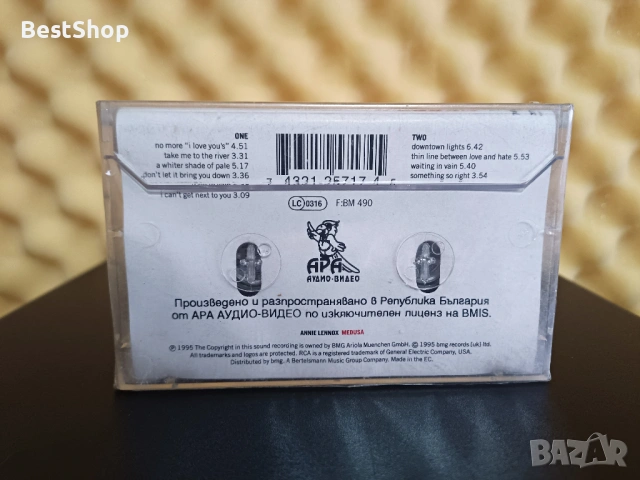 BestShop
ONE
no more "i love you's" 4.51
take me to the river 3.31
a whiter shade of pale 5.17
don't let it bring you down 3.36
i can't get next to you 3.09
TWO
downtown lights 6.42
thin line between love and hate 5.53
waiting in vain 5.40
something so right 3.54
LC 0316 F:BM 490
АРА
АУДИО-ВИДЕО
Произведено и разпространявано в Република България
от АРА АУДИО-ВИДЕО по изключителен лиценз на BMIS.
ANNIE LENNOX MEDUSA
℗ 1995 The Copyright in this sound recording is owned by BMG Ariola Muenchen GmbH. © 1995 bmg records (uk) ltd.
All trademarks and logos are protected. RCA is a registered trademark of General Electric Company, USA.
Distributed by bmg. A Bertelsmann Music Group Company. Made in the EC.
BAZAR